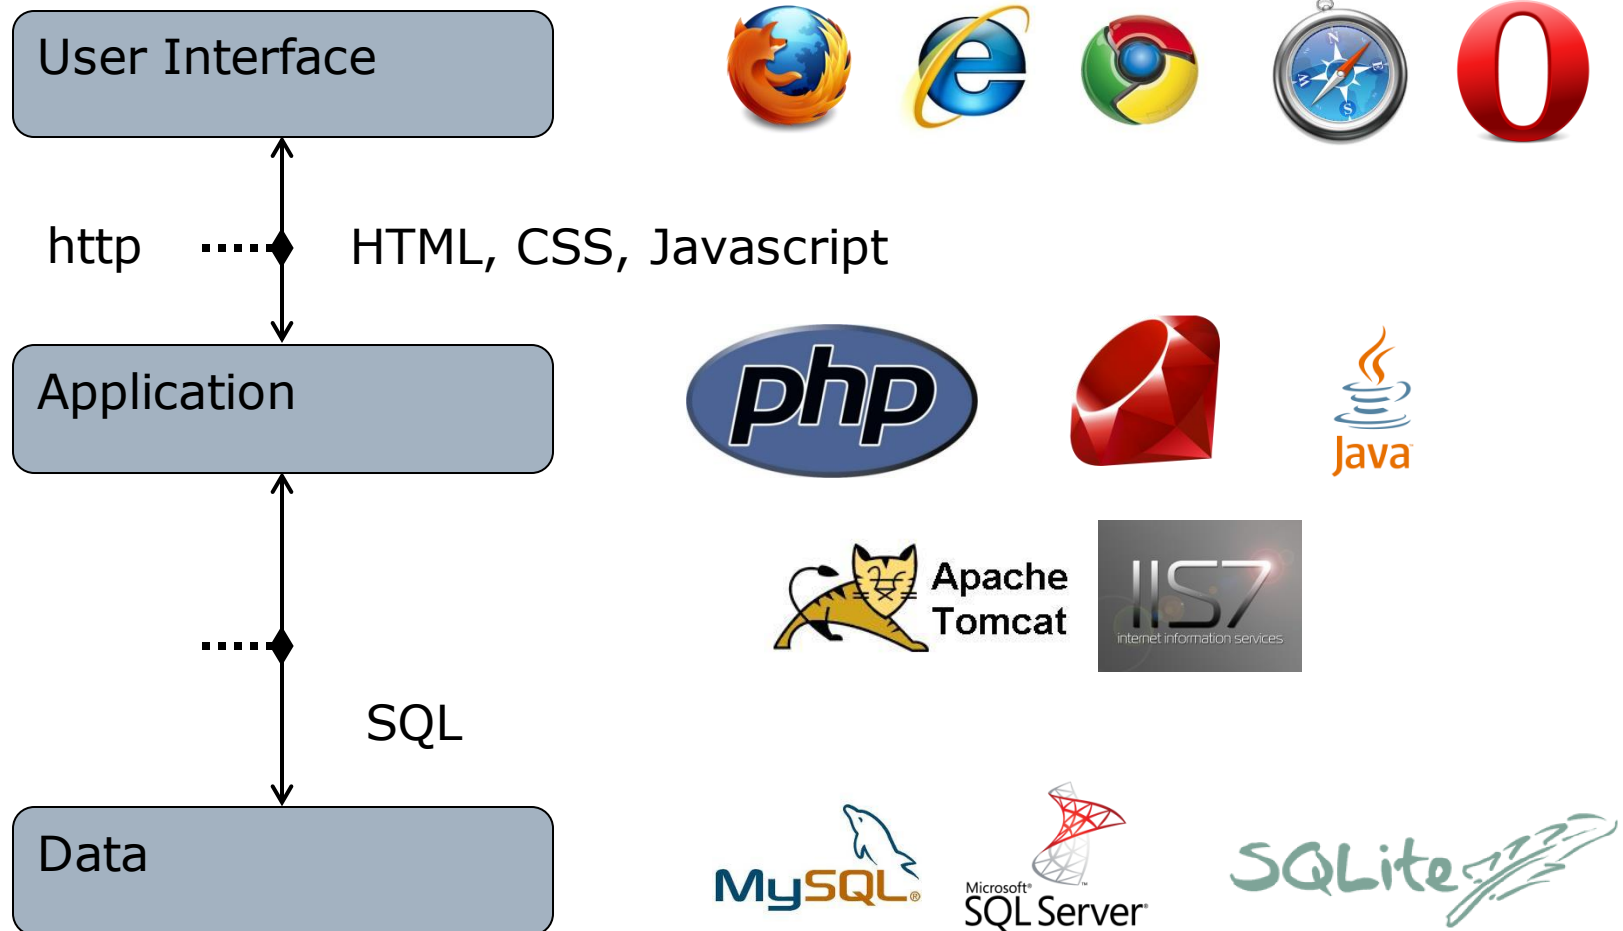 User Interface
http
HTML, CSS, Javascript
Application
php
Java
Apache
Tomcat
IIS7
internet information services
SQL
Data
MySQL®
Microsoft®
SQL Server®
SQLite
N
E
S
W